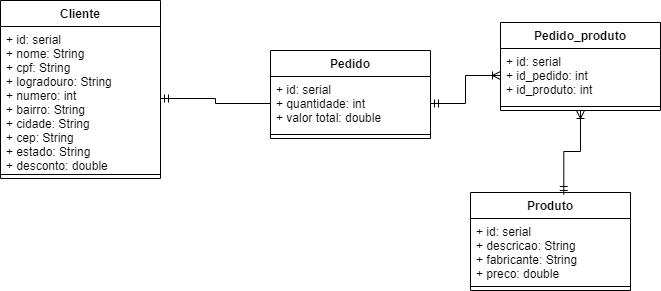 Cliente
+ id: serial
+ nome: String
+ cpf: String
+ logradouro: String
+ numero: int
+ bairro: String
+ cidade: String
+ cep: String
+ estado: String
+ desconto: double
Pedido
+ id: serial
+ quantidade: int
+ valor total: double
Pedido_produto
+ id: serial
+ id_pedido: int
+ id_produto: int
Produto
+ id: serial
+ descricao: String
+ fabricante: String
+ preco: double